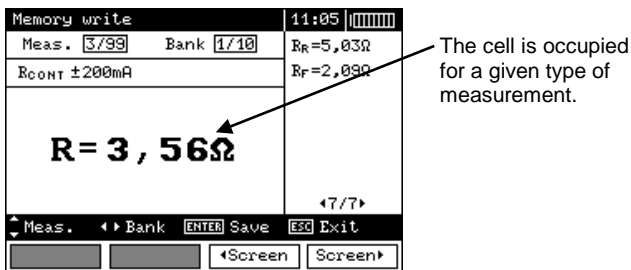 Memory write 11:05
Meas. 3/99 Bank 1/10 RR=5,03Ω
RCONT ±200mA RF=2,09Ω
R=3,56Ω
◂7/7▸
Meas. ◂▸ Bank ENTER Save ESC Exit
◂Screen Screen▸
The cell is occupied
for a given type of
measurement.